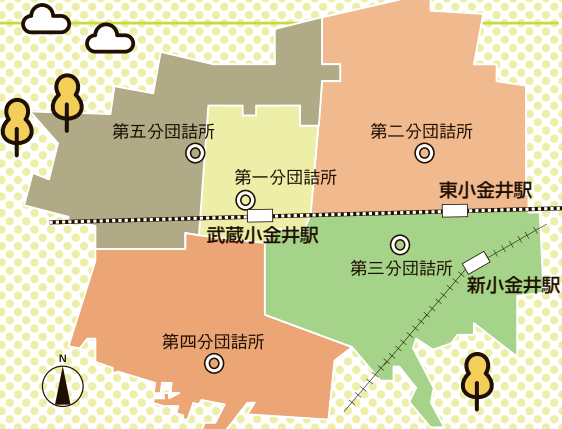 第五分団詰所
第二分団詰所
第一分団詰所
東小金井駅
武蔵小金井駅
第三分団詰所
新小金井駅
第四分団詰所
N